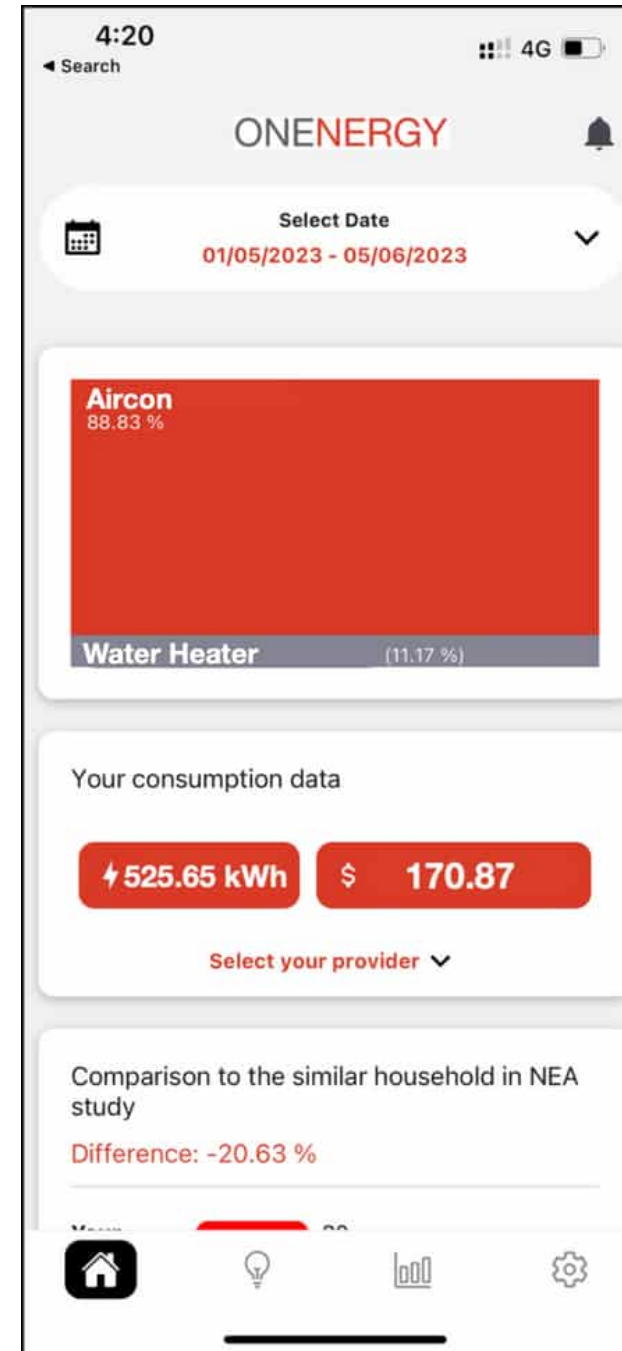 4:20
◀ Search
4G
ONENERGY
Select Date
01/05/2023 - 05/06/2023
Aircon
88.83 %
Water Heater (11.17 %)
Your consumption data
525.65 kWh $ 170.87
Select your provider
Comparison to the similar household in NEA
study
Difference: -20.63 %